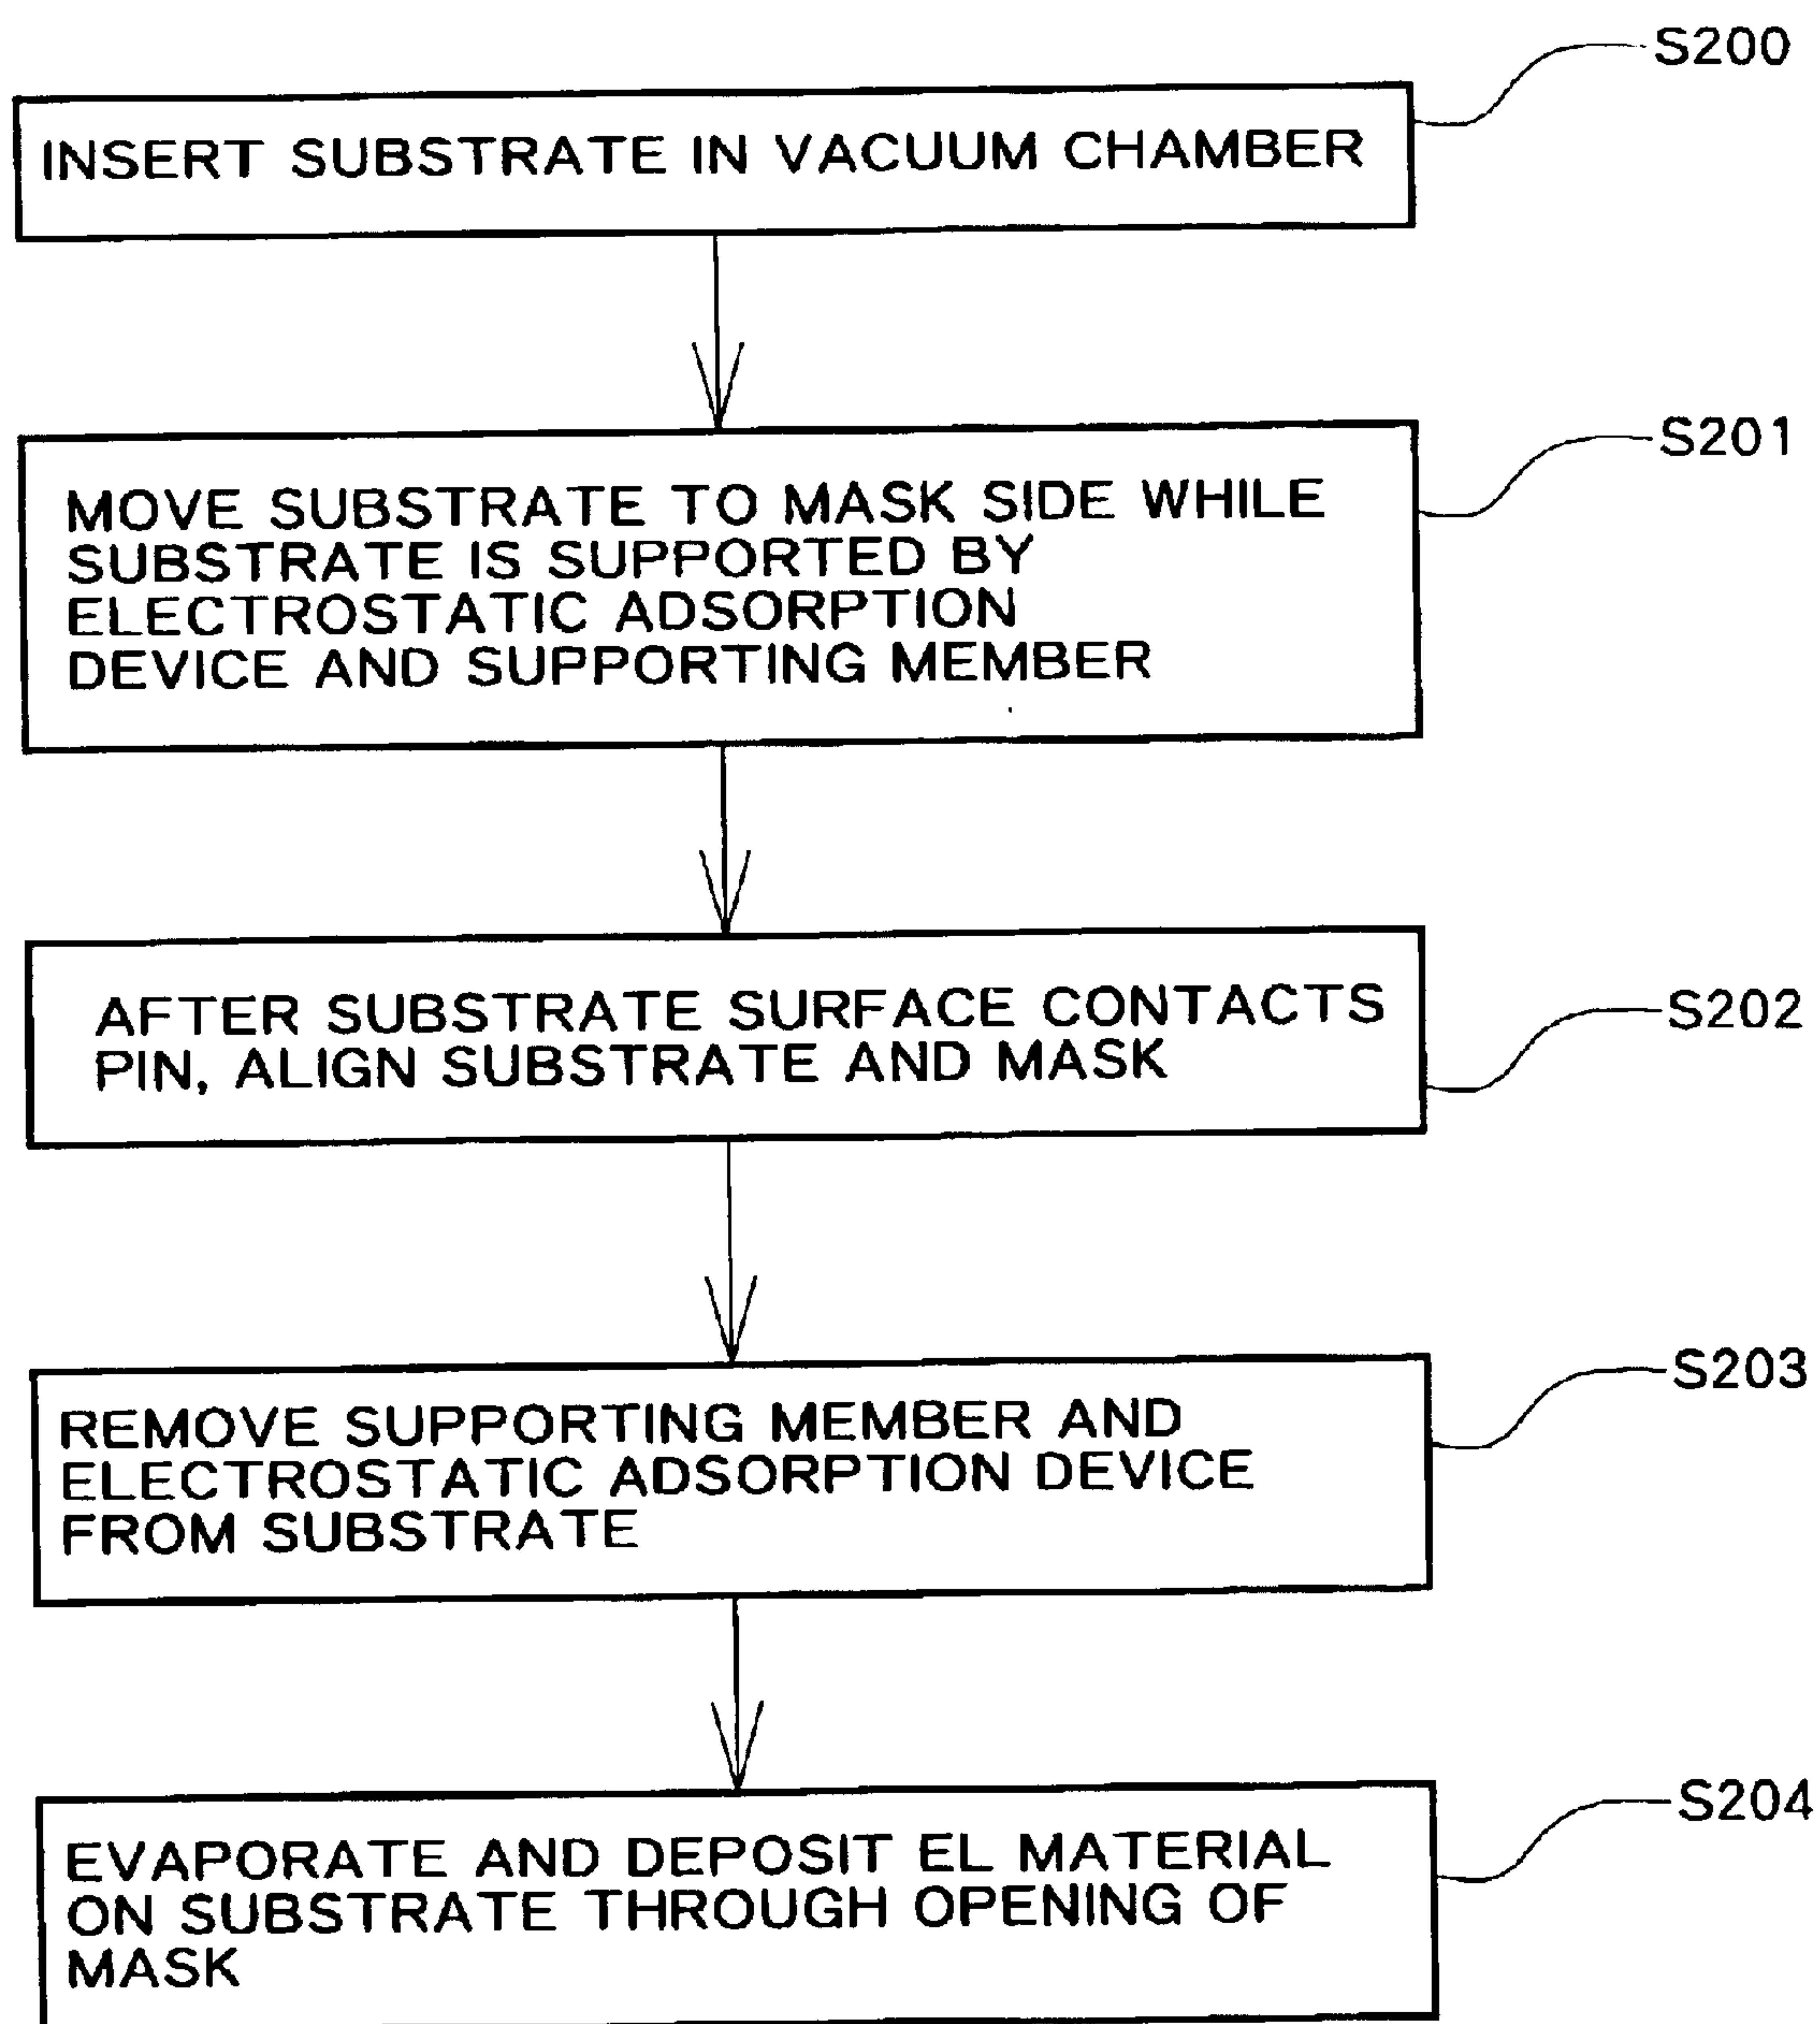 S200
INSERT SUBSTRATE IN VACUUM CHAMBER
S201
MOVE SUBSTRATE TO MASK SIDE WHILE
SUBSTRATE IS SUPPORTED BY
ELECTROSTATIC ADSORPTION
DEVICE AND SUPPORTING MEMBER
AFTER SUBSTRATE SURFACE CONTACTS
PIN, ALIGN SUBSTRATE AND MASK
S202
S203
REMOVE SUPPORTING MEMBER AND
ELECTROSTATIC ADSORPTION DEVICE
FROM SUBSTRATE
S204
EVAPORATE AND DEPOSIT EL MATERIAL
ON SUBSTRATE THROUGH OPENING OF
MASK